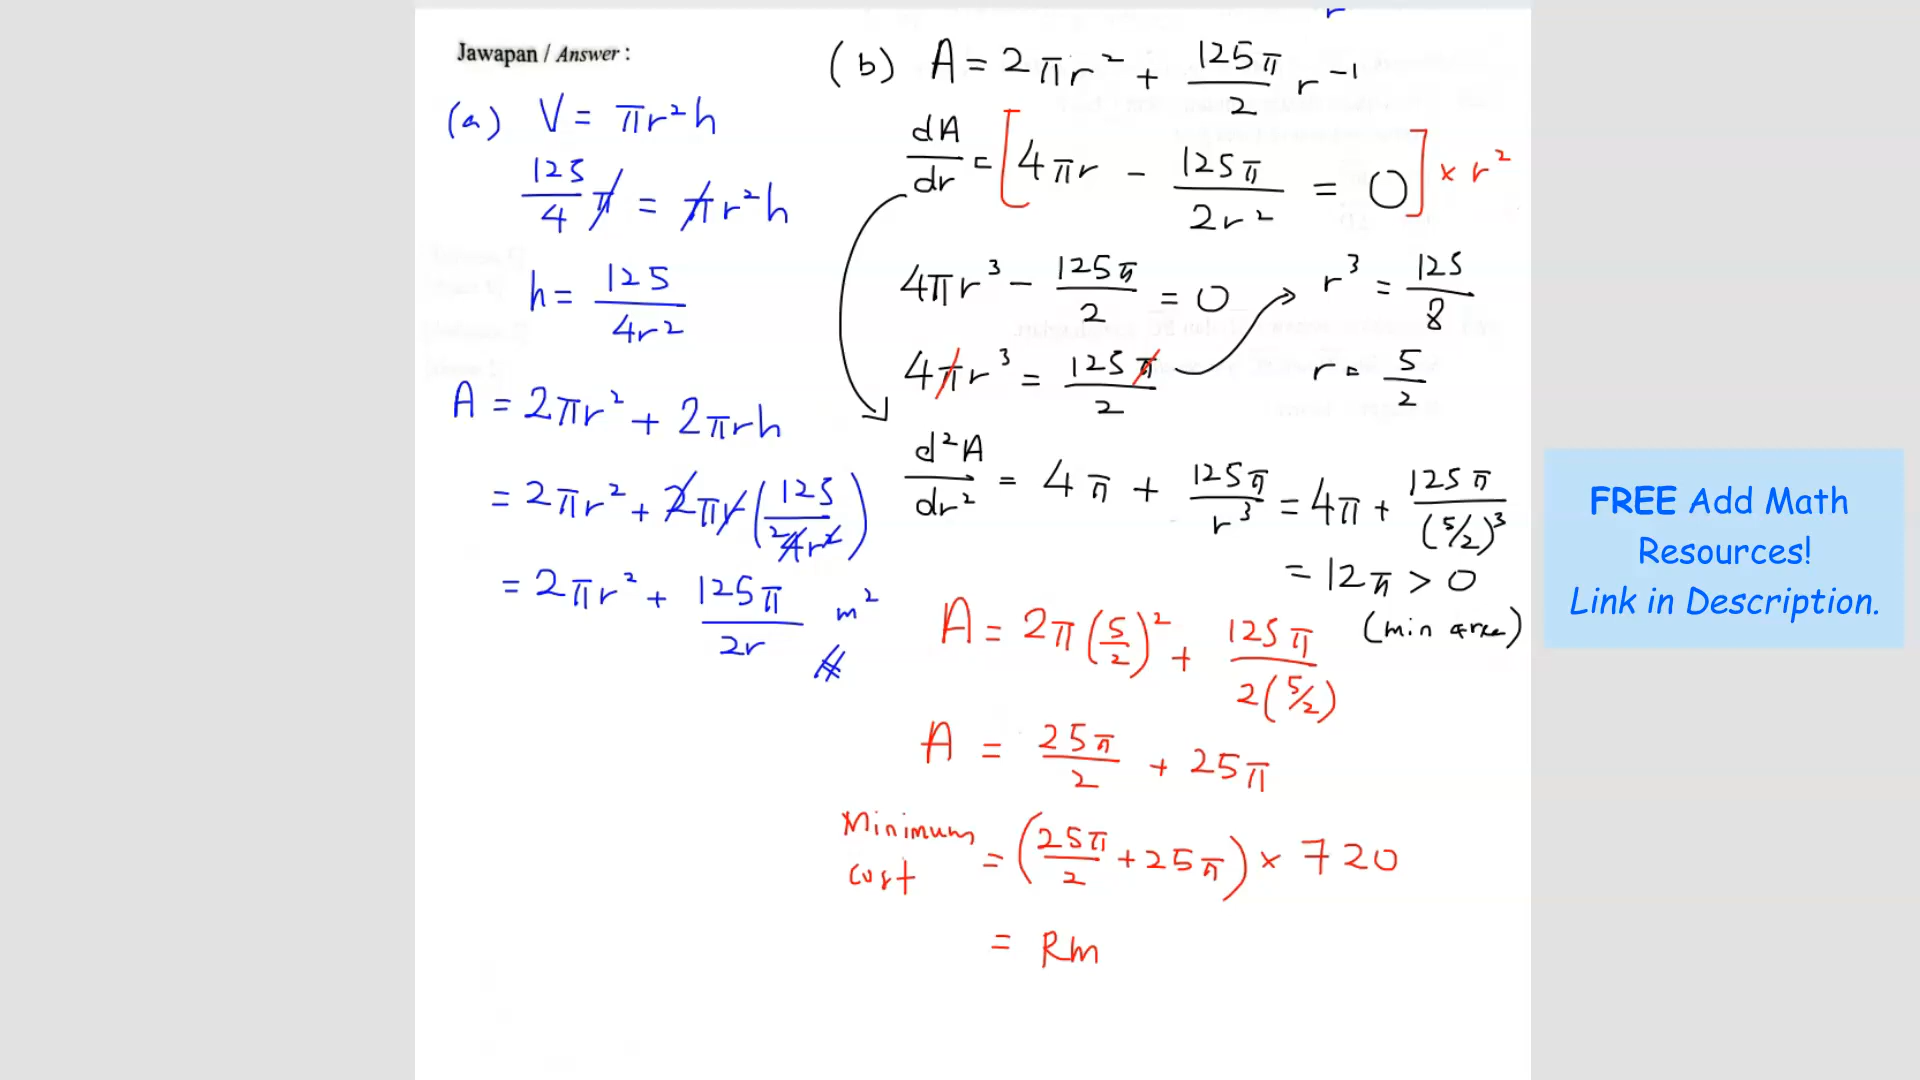 Jawapan / Answer :
(a) V = πr²h
125/4 π = πr²h
h = 125/4r²
A = 2πr² + 2πrh
= 2πr² + 2πr (125/4r²) 2
= 2πr² + 125π/2r m² #
r
(b) A = 2πr² + 125π/2 r⁻¹
dA/dr = [4πr - 125π/2r² = 0] × r²
4πr³ - 125π/2 = 0
4πr³ = 125π/2
r³ = 125/8
r = 5/2
d²A/dr² = 4π + 125π/r³ = 4π + 125π/(5/2)³
= 12π > 0
(min area)
A = 2π(5/2)² + 125π/2(5/2)
A = 25π/2 + 25π
Minimum cost = (25π/2 + 25π) × 720
= Rm
FREE Add Math
Resources!
Link in Description.